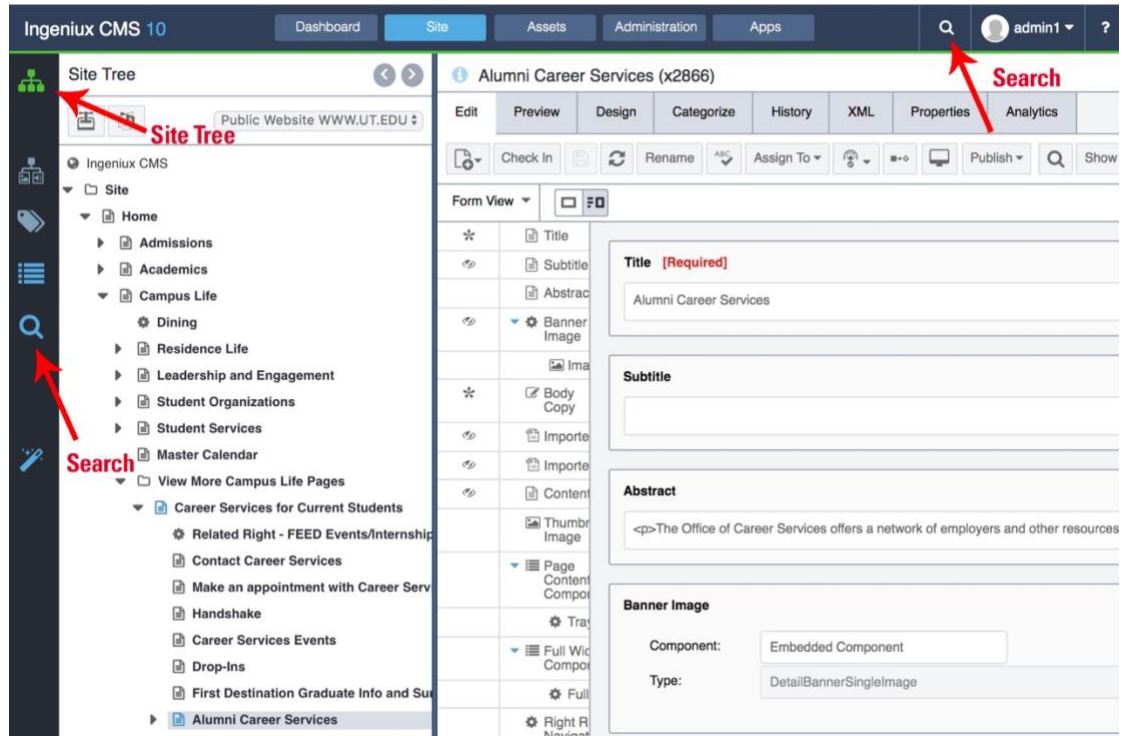 Ingeniux CMS 10 Dashboard Site Assets Administration Apps admin1 ?
Search
Site Tree
Public Website WWW.UT.EDU
Site Tree
Ingeniux CMS
Site
Home
Admissions
Academics
Campus Life
Dining
Residence Life
Leadership and Engagement
Student Organizations
Student Services
Master Calendar
Search
View More Campus Life Pages
Career Services for Current Students
Related Right - FEED Events/Internship
Contact Career Services
Make an appointment with Career Serv
Handshake
Career Services Events
Drop-Ins
First Destination Graduate Info and Su
Alumni Career Services
Alumni Career Services (x2866)
Edit Preview Design Categorize History XML Properties Analytics
Check In Rename ABC Assign To Publish Show
Form View
Title
Subtitle
Abstrac
Banner
Image
Ima
Body
Copy
Importe
Importe
Content
Thumbr
Image
Page
Content
Compo
Tray
Full Wid
Compo
Full
Right R
Title [Required]
Alumni Career Services
Subtitle
Abstract
<p>The Office of Career Services offers a network of employers and other resources
Banner Image
Component: Embedded Component
Type: DetailBannerSingleImage